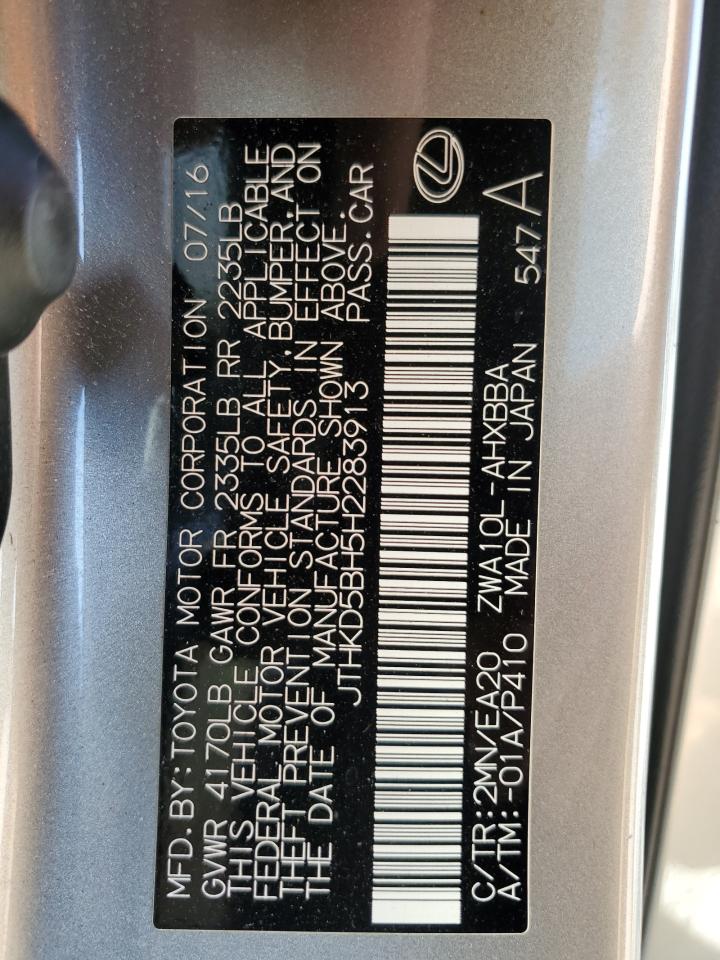 MFD.BY:TOYOTA MOTOR CORPORATION 07/16
GVWR 4170LB GAWR FR 2335LB RR 2235LB
THIS VEHICLE CONFORMS TO ALL APPLICABLE
FEDERAL MOTOR VEHICLE SAFETY, BUMPER, AND
THEFT PREVENTION STANDARDS IN EFFECT ON
THE DATE OF MANUFACTURE SHOWN ABOVE.
JTHKD5BH5H2283913 PASS.CAR
C/TR:2MN/EA20 ZWA10L-AHXBBA
A/TM:-01A/P410 MADE IN JAPAN 547 A